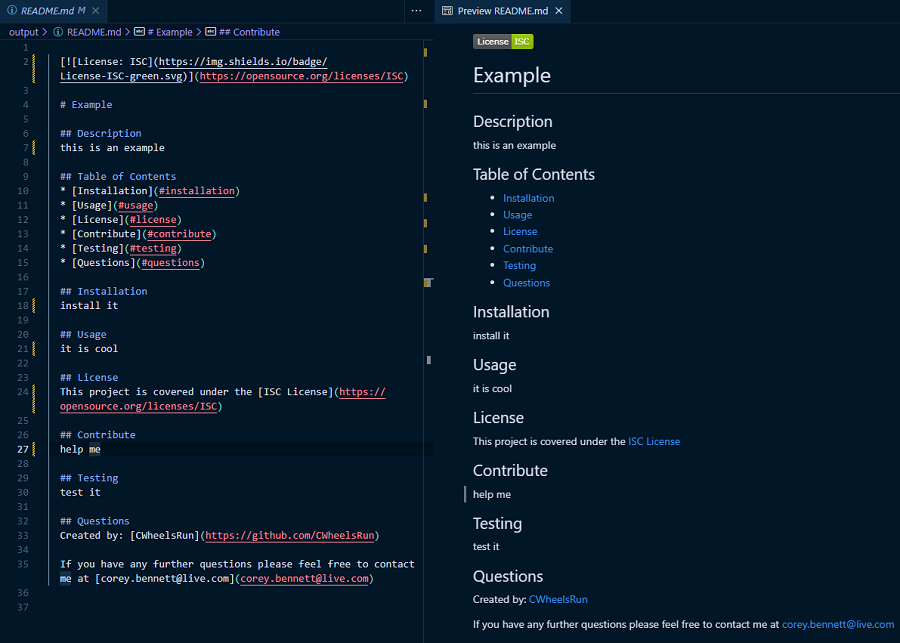 README.md M
Preview README.md
output > README.md > # Example > ## Contribute
1
2 [![License: ISC](https://img.shields.io/badge/
License-ISC-green.svg)](https://opensource.org/licenses/ISC)
3
4 # Example
5
6 ## Description
7 this is an example
8
9 ## Table of Contents
10 * [Installation](#installation)
11 * [Usage](#usage)
12 * [License](#license)
13 * [Contribute](#contribute)
14 * [Testing](#testing)
15 * [Questions](#questions)
16
17 ## Installation
18 install it
19
20 ## Usage
21 it is cool
22
23 ## License
24 This project is covered under the [ISC License](https://
opensource.org/licenses/ISC)
25
26 ## Contribute
27 help me
28
29 ## Testing
30 test it
31
32 ## Questions
33 Created by: [CWheelsRun](https://github.com/CWheelsRun)
34
35 If you have any further questions please feel free to contact
me at [corey.bennett@live.com](corey.bennett@live.com)
36
37
License ISC
Example
Description
this is an example
Table of Contents
• Installation
• Usage
• License
• Contribute
• Testing
• Questions
Installation
install it
Usage
it is cool
License
This project is covered under the ISC License
Contribute
help me
Testing
test it
Questions
Created by: CWheelsRun
If you have any further questions please feel free to contact me at corey.bennett@live.com